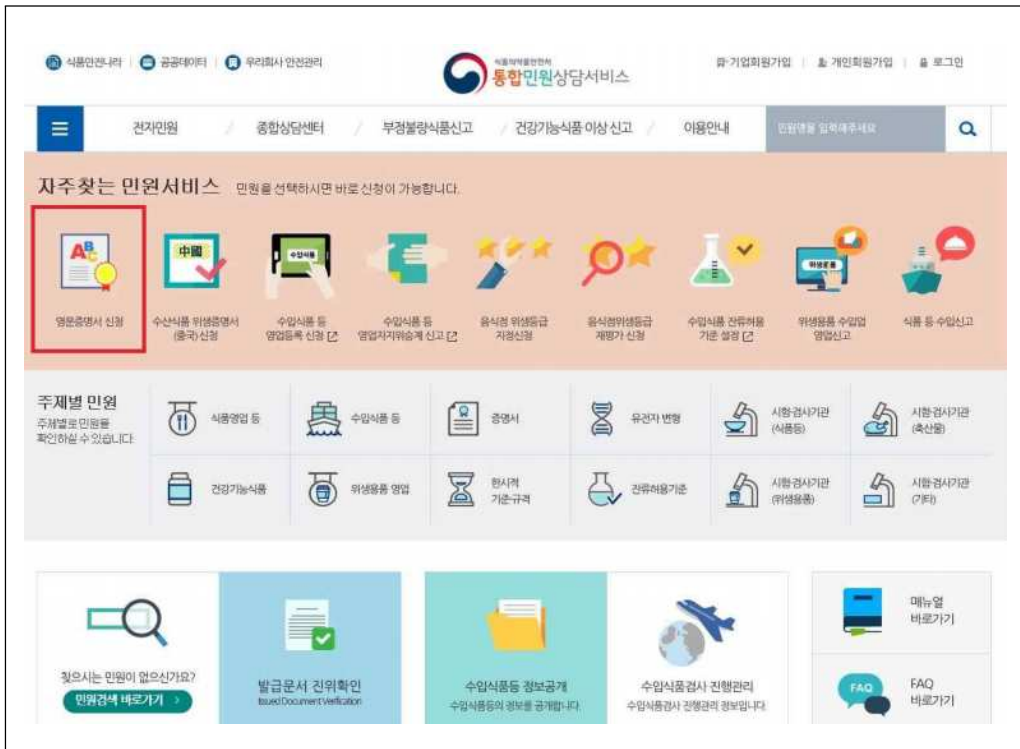 식품안전나라
공공데이터
우리회사 안전관리
식품의약품안전처
통합민원상담서비스
기업회원가입
개인회원가입
로그인
전자민원 / 종합상담센터 / 부정불량식품신고 / 건강기능식품 이상 신고 / 이용안내
민원명을 입력해주세요
자주찾는 민원서비스 민원을 선택하시면 바로 신청이 가능합니다.
ABC
中國
수입식품
위생용품
영문증명서 신청
수산식품 위생증명서
(중국) 신청
수입식품 등
영업등록 신청
수입식품 등
영업자지위승계 신고
음식점 위생등급
지정신청
음식점위생등급
재평가 신청
수입식품 잔류허용
기준 설정
위생용품 수입업
영업신고
식품 등 수입신고
주제별 민원
주제별로 민원을
확인하실 수 있습니다.
식품영업 등
수입식품 등
증명서
유전자 변형
시험·검사기관
(식품등)
시험·검사기관
(축산물)
건강기능식품
위생용품 영업
한시적
기준·규격
잔류허용기준
시험·검사기관
(위생용품)
시험·검사기관
(기타)
찾으시는 민원이 없으신가요?
민원검색 바로가기 >
발급문서 진위확인
Issued Document Verification
수입식품등 정보공개
수입식품등의 정보를 공개합니다.
수입식품검사 진행관리
수입식품검사 진행관리 정보입니다.
매뉴얼
바로가기
FAQ
FAQ
바로가기